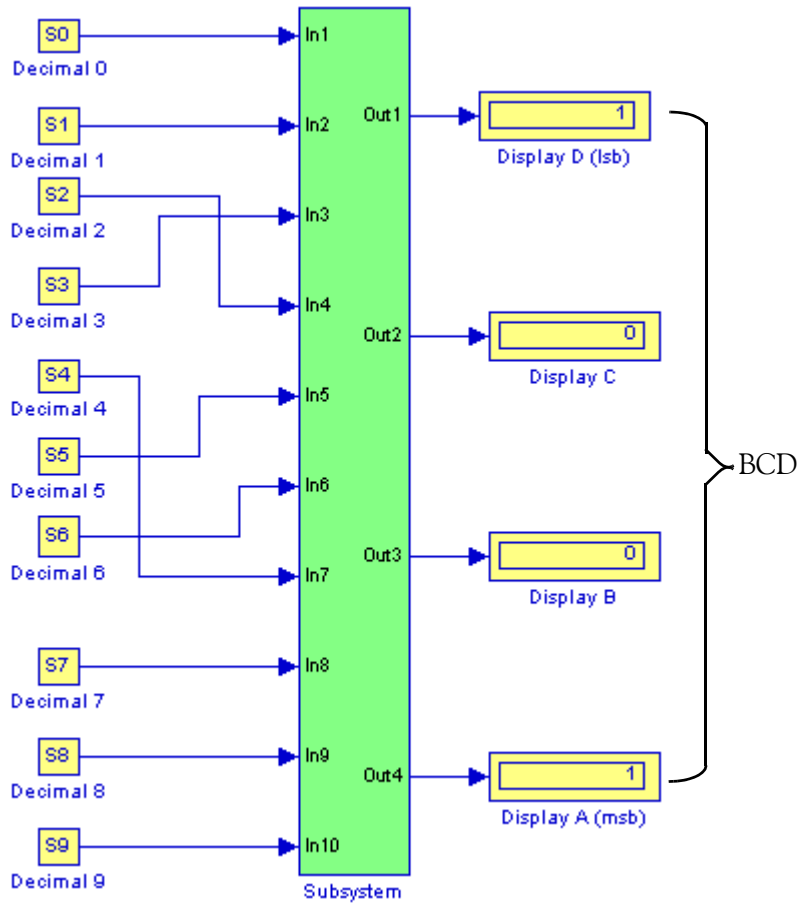 S0
Decimal 0
S1
Decimal 1
S2
Decimal 2
S3
Decimal 3
S4
Decimal 4
S5
Decimal 5
S6
Decimal 6
S7
Decimal 7
S8
Decimal 8
S9
Decimal 9
In1
In2
In3
In4
In5
In6
In7
In8
In9
In10
Out1
Out2
Out3
Out4
Subsystem
1
Display D (lsb)
0
Display C
0
Display B
1
Display A (msb)
BCD